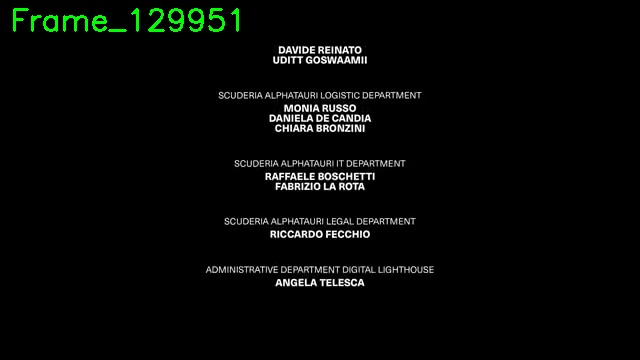 Frame_129951
DAVIDE REINATO
UDITT GOSWAAMII
SCUDERIA ALPHATAURI LOGISTIC DEPARTMENT
MONIA RUSSO
DANIELA DE CANDIA
CHIARA BRONZINI
SCUDERIA ALPHATAURI IT DEPARTMENT
RAFFAELE BOSCHETTI
FABRIZIO LA ROTA
SCUDERIA ALPHATAURI LEGAL DEPARTMENT
RICCARDO FECCHIO
ADMINISTRATIVE DEPARTMENT DIGITAL LIGHTHOUSE
ANGELA TELESCA